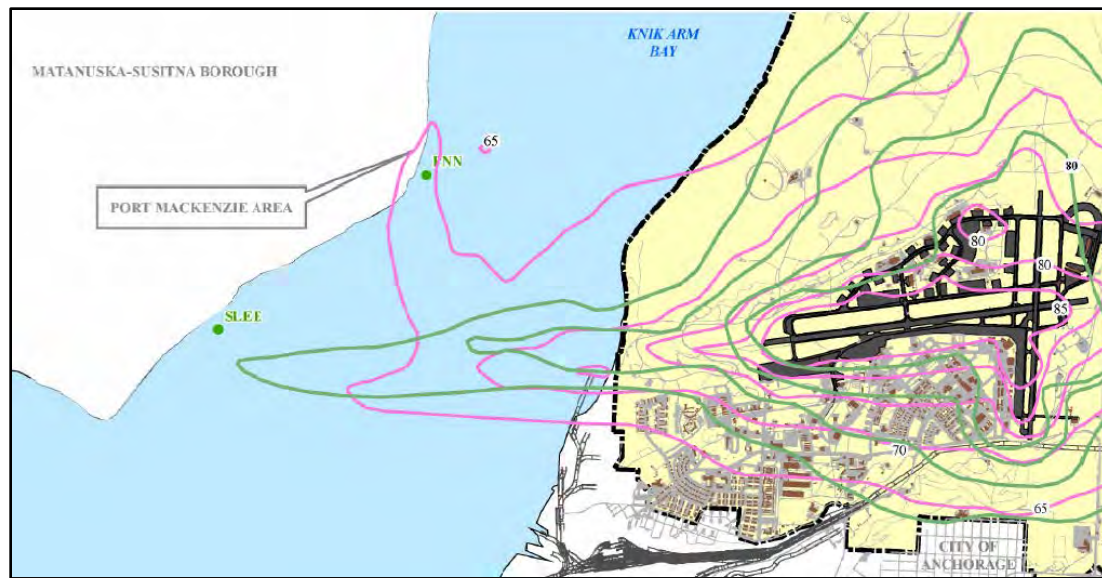 KNIK ARM
BAY
MATANUSKA-SUSITNA BOROUGH
65
PORT MACKENZIE AREA
80
80
80
SLEE
85
70
65
CITY OF
ANCHORAGE